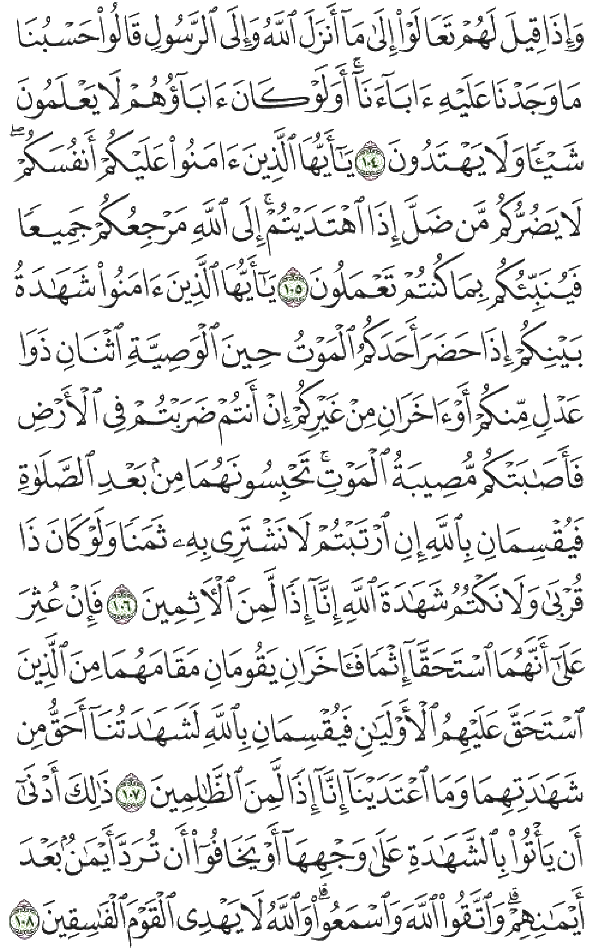 وَإِذَا قِيلَ لَهُمْ تَعَالَوْا۟ إِلَىٰ مَآ أَنزَلَ ٱللَّهُ وَإِلَى ٱلرَّسُولِ قَالُوا۟ حَسْبُنَا
مَا وَجَدْنَا عَلَيْهِ ءَابَآءَنَآ ۚ أَوَلَوْ كَانَ ءَابَآؤُهُمْ لَا يَعْلَمُونَ
شَيْـًٔا وَلَا يَهْتَدُونَ ١٠٤ يَـٰٓأَيُّهَا ٱلَّذِينَ ءَامَنُوا۟ عَلَيْكُمْ أَنفُسَكُمْ ۖ
لَا يَضُرُّكُم مَّن ضَلَّ إِذَا ٱهْتَدَيْتُمْ ۚ إِلَى ٱللَّهِ مَرْجِعُكُمْ جَمِيعًا
فَيُنَبِّئُكُم بِمَا كُنتُمْ تَعْمَلُونَ ١٠٥ يَـٰٓأَيُّهَا ٱلَّذِينَ ءَامَنُوا۟ شَهَـٰدَةُ
بَيْنِكُمْ إِذَا حَضَرَ أَحَدَكُمُ ٱلْمَوْتُ حِينَ ٱلْوَصِيَّةِ ٱثْنَانِ ذَوَا
عَدْلٍ مِّنكُمْ أَوْ ءَاخَرَانِ مِنْ غَيْرِكُمْ إِنْ أَنتُمْ ضَرَبْتُمْ فِى ٱلْأَرْضِ
فَأَصَـٰبَتْكُم مُّصِيبَةُ ٱلْمَوْتِ ۚ تَحْبِسُونَهُمَا مِنۢ بَعْدِ ٱلصَّلَوٰةِ
فَيُقْسِمَانِ بِٱللَّهِ إِنِ ٱرْتَبْتُمْ لَا نَشْتَرِى بِهِۦ ثَمَنًا وَلَوْ كَانَ ذَا
قُرْبَىٰ ۙ وَلَا نَكْتُمُ شَهَـٰدَةَ ٱللَّهِ إِنَّآ إِذًا لَّمِنَ ٱلْـَٔاثِمِينَ ١٠٦ فَإِنْ عُثِرَ
عَلَىٰٓ أَنَّهُمَا ٱسْتَحَقَّآ إِثْمًا فَـَٔاخَرَانِ يَقُومَانِ مَقَامَهُمَا مِنَ ٱلَّذِينَ
ٱسْتَحَقَّ عَلَيْهِمُ ٱلْأَوْلَيَـٰنِ فَيُقْسِمَانِ بِٱللَّهِ لَشَهَـٰدَتُنَآ أَحَقُّ مِن
شَهَـٰدَتِهِمَا وَمَا ٱعْتَدَيْنَآ إِنَّآ إِذًا لَّمِنَ ٱلظَّـٰلِمِينَ ١٠٧ ذَٰلِكَ أَدْنَىٰٓ
أَن يَأْتُوا۟ بِٱلشَّهَـٰدَةِ عَلَىٰ وَجْهِهَآ أَوْ يَخَافُوٓا۟ أَن تُرَدَّ أَيْمَـٰنٌۢ بَعْدَ
أَيْمَـٰنِهِمْ ۗ وَٱتَّقُوا۟ ٱللَّهَ وَٱسْمَعُوا۟ ۗ وَٱللَّهُ لَا يَهْدِى ٱلْقَوْمَ ٱلْفَـٰسِقِينَ ١٠٨